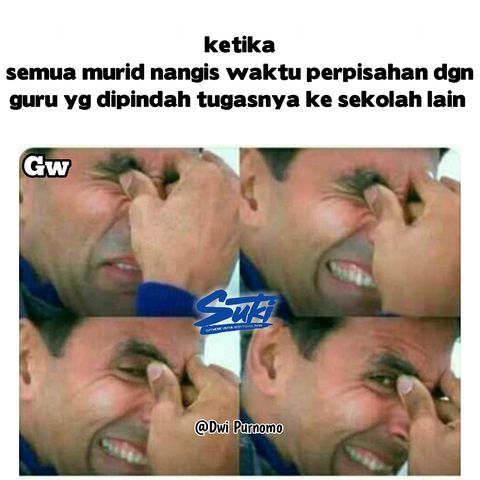 ketika
semua murid nangis waktu perpisahan dgn
guru yg dipindah tugasnya ke sekolah lain
Gw
Suki
@Dwi Purnomo